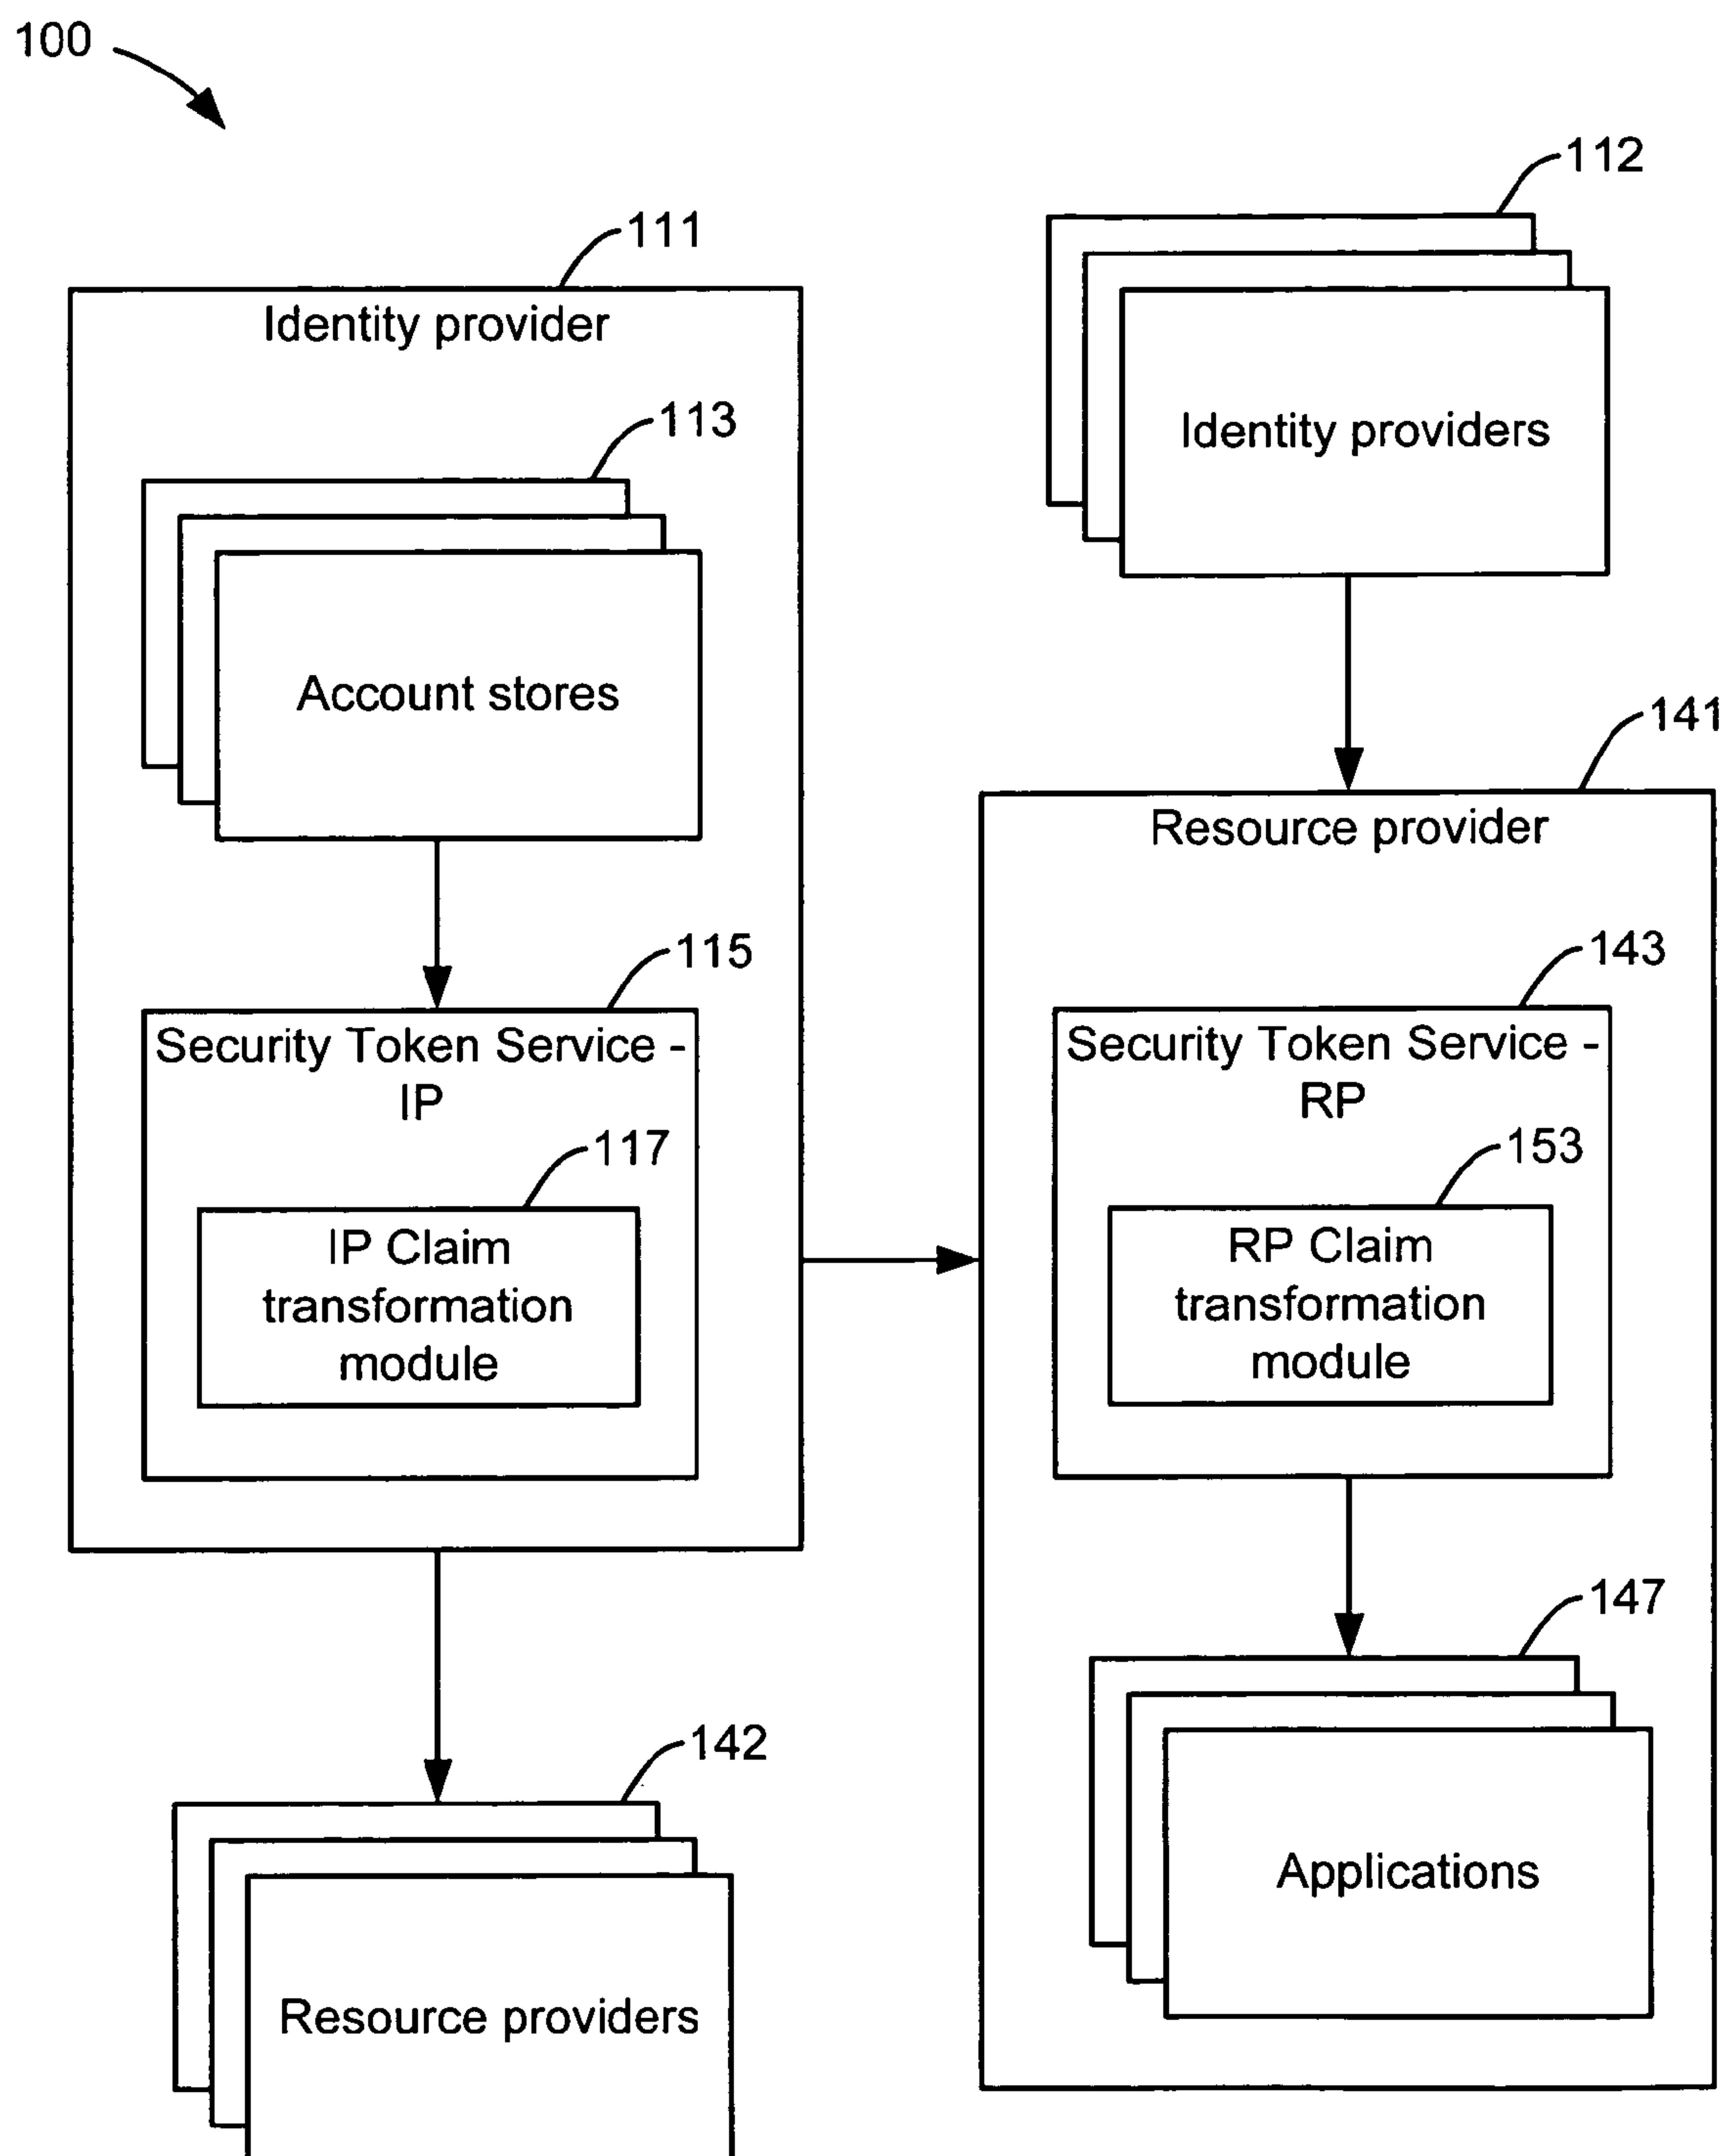 100
112
111
Identity provider
Identity providers
113
Account stores
141
Resource provider
115
Security Token Service -
IP
143
Security Token Service -
RP
117
IP Claim
transformation
module
153
RP Claim
transformation
module
147
Applications
142
Resource providers